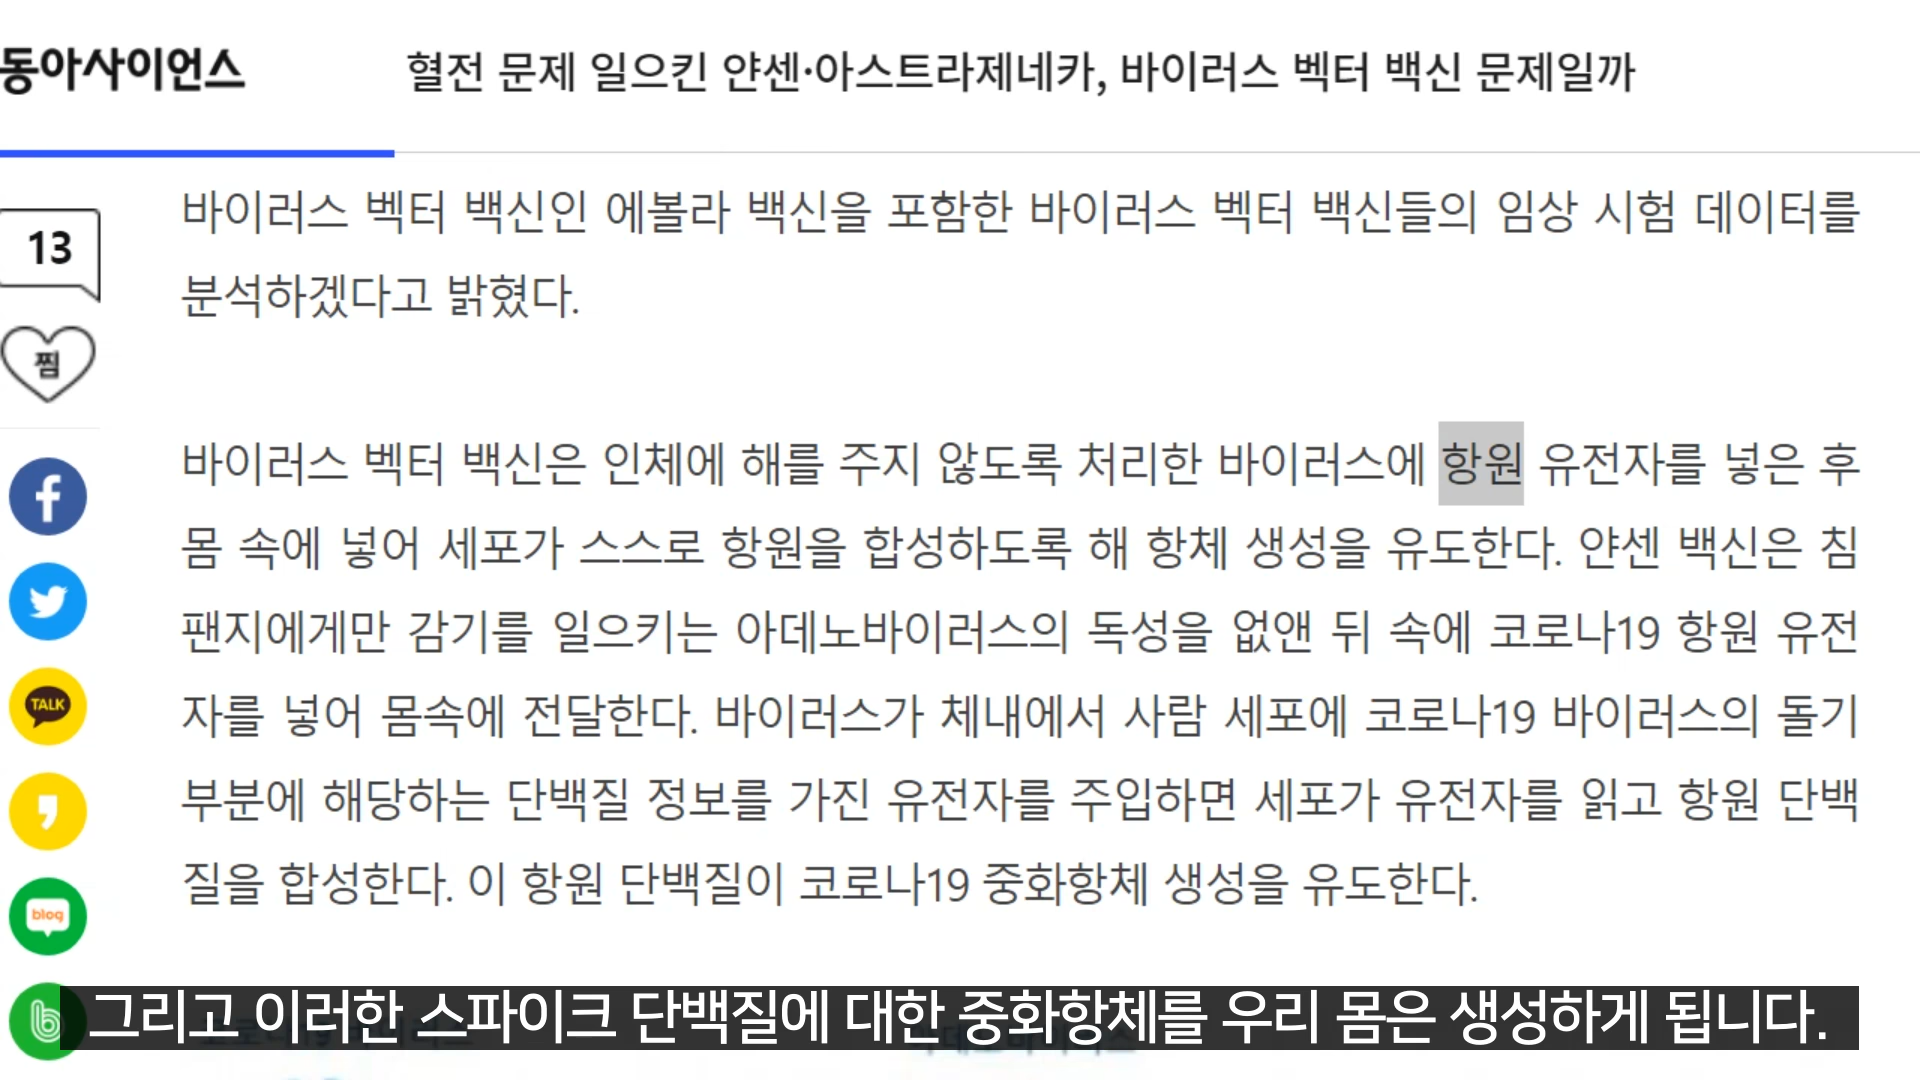 동아사이언스
혈전 문제 일으킨 얀센·아스트라제네카, 바이러스 벡터 백신 문제일까
13
찜
바이러스 벡터 백신인 에볼라 백신을 포함한 바이러스 벡터 백신들의 임상 시험 데이터를
분석하겠다고 밝혔다.
바이러스 벡터 백신은 인체에 해를 주지 않도록 처리한 바이러스에 항원 유전자를 넣은 후
몸 속에 넣어 세포가 스스로 항원을 합성하도록 해 항체 생성을 유도한다. 얀센 백신은 침
팬지에게만 감기를 일으키는 아데노바이러스의 독성을 없앤 뒤 속에 코로나19 항원 유전
자를 넣어 몸속에 전달한다. 바이러스가 체내에서 사람 세포에 코로나19 바이러스의 돌기
부분에 해당하는 단백질 정보를 가진 유전자를 주입하면 세포가 유전자를 읽고 항원 단백
질을 합성한다. 이 항원 단백질이 코로나19 중화항체 생성을 유도한다.
TALK
blog
b
그리고 이러한 스파이크 단백질에 대한 중화항체를 우리 몸은 생성하게 됩니다.